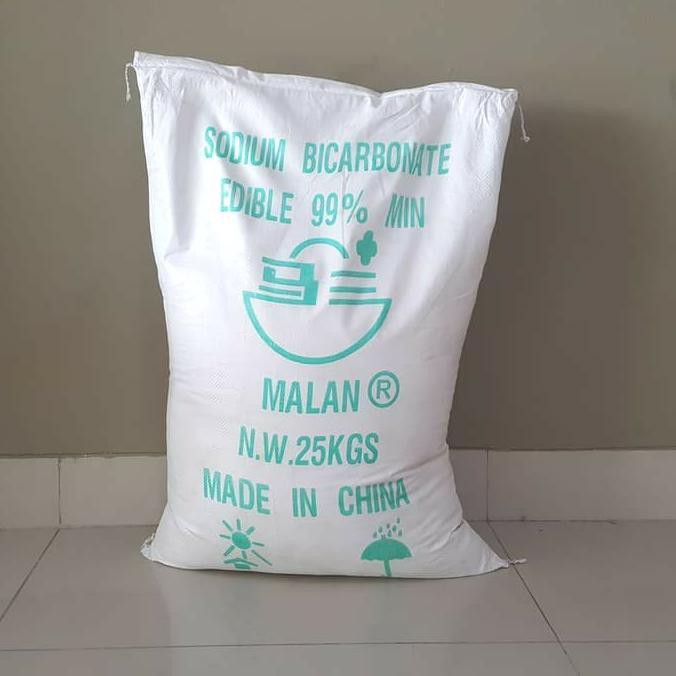 SODIUM BICARBONATE
EDIBLE 99% MIN
MALAN ®
N.W.25KGS
MADE IN CHINA